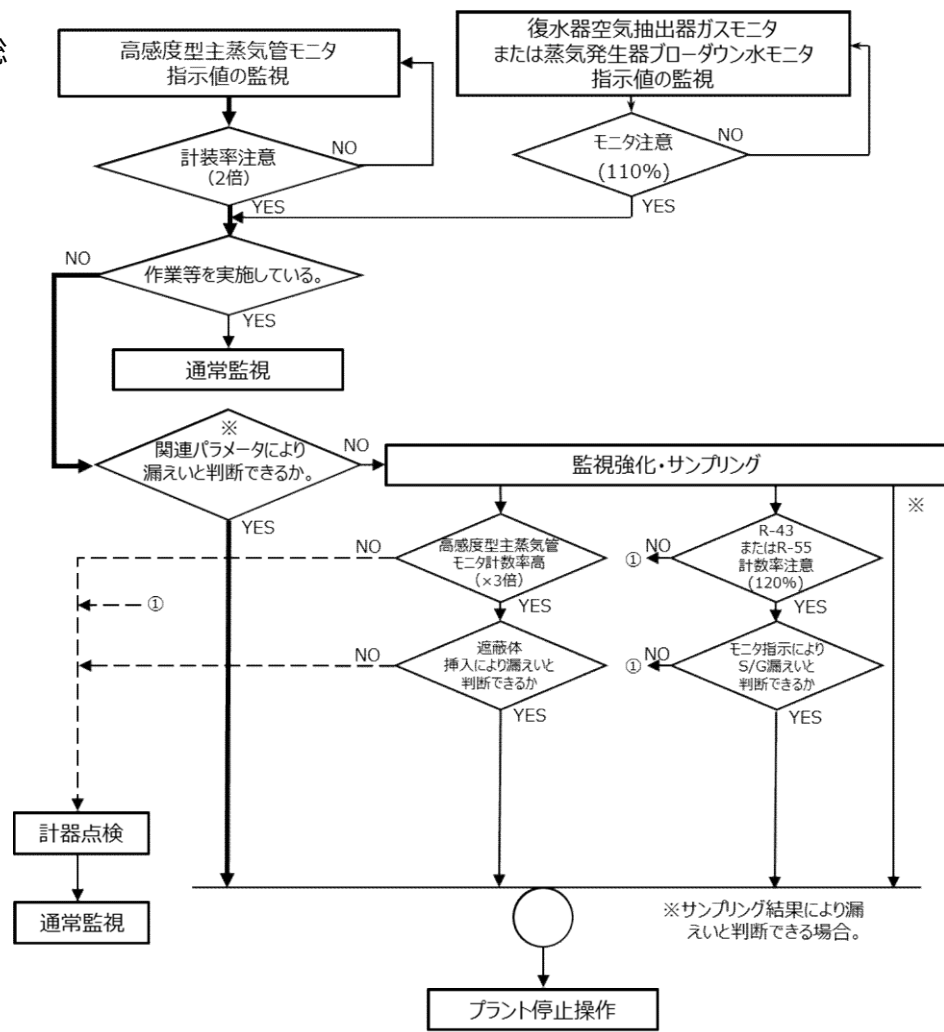 高感度型主蒸気管モニタ
指示値の監視
復水器空気抽出器ガスモニタ
または蒸気発生器ブローダウン水モニタ
指示値の監視
計装率注意
(2倍)
NO
YES
モニタ注意
(110%)
NO
YES
作業等を実施している。
NO
YES
通常監視
※
関連パラメータにより
漏えいと判断できるか。
NO
YES
監視強化・サンプリング
※
高感度型主蒸気管
モニタ計数率高
(×3倍)
NO
YES
R-43
またはR-55
計数率注意
(120%)
① NO
YES
①
遮蔽体
挿入により漏えいと
判断できるか
NO
YES
モニタ指示により
S/G漏えいと
判断できるか
① NO
YES
計器点検
通常監視
※サンプリング結果により漏
えいと判断できる場合。
プラント停止操作